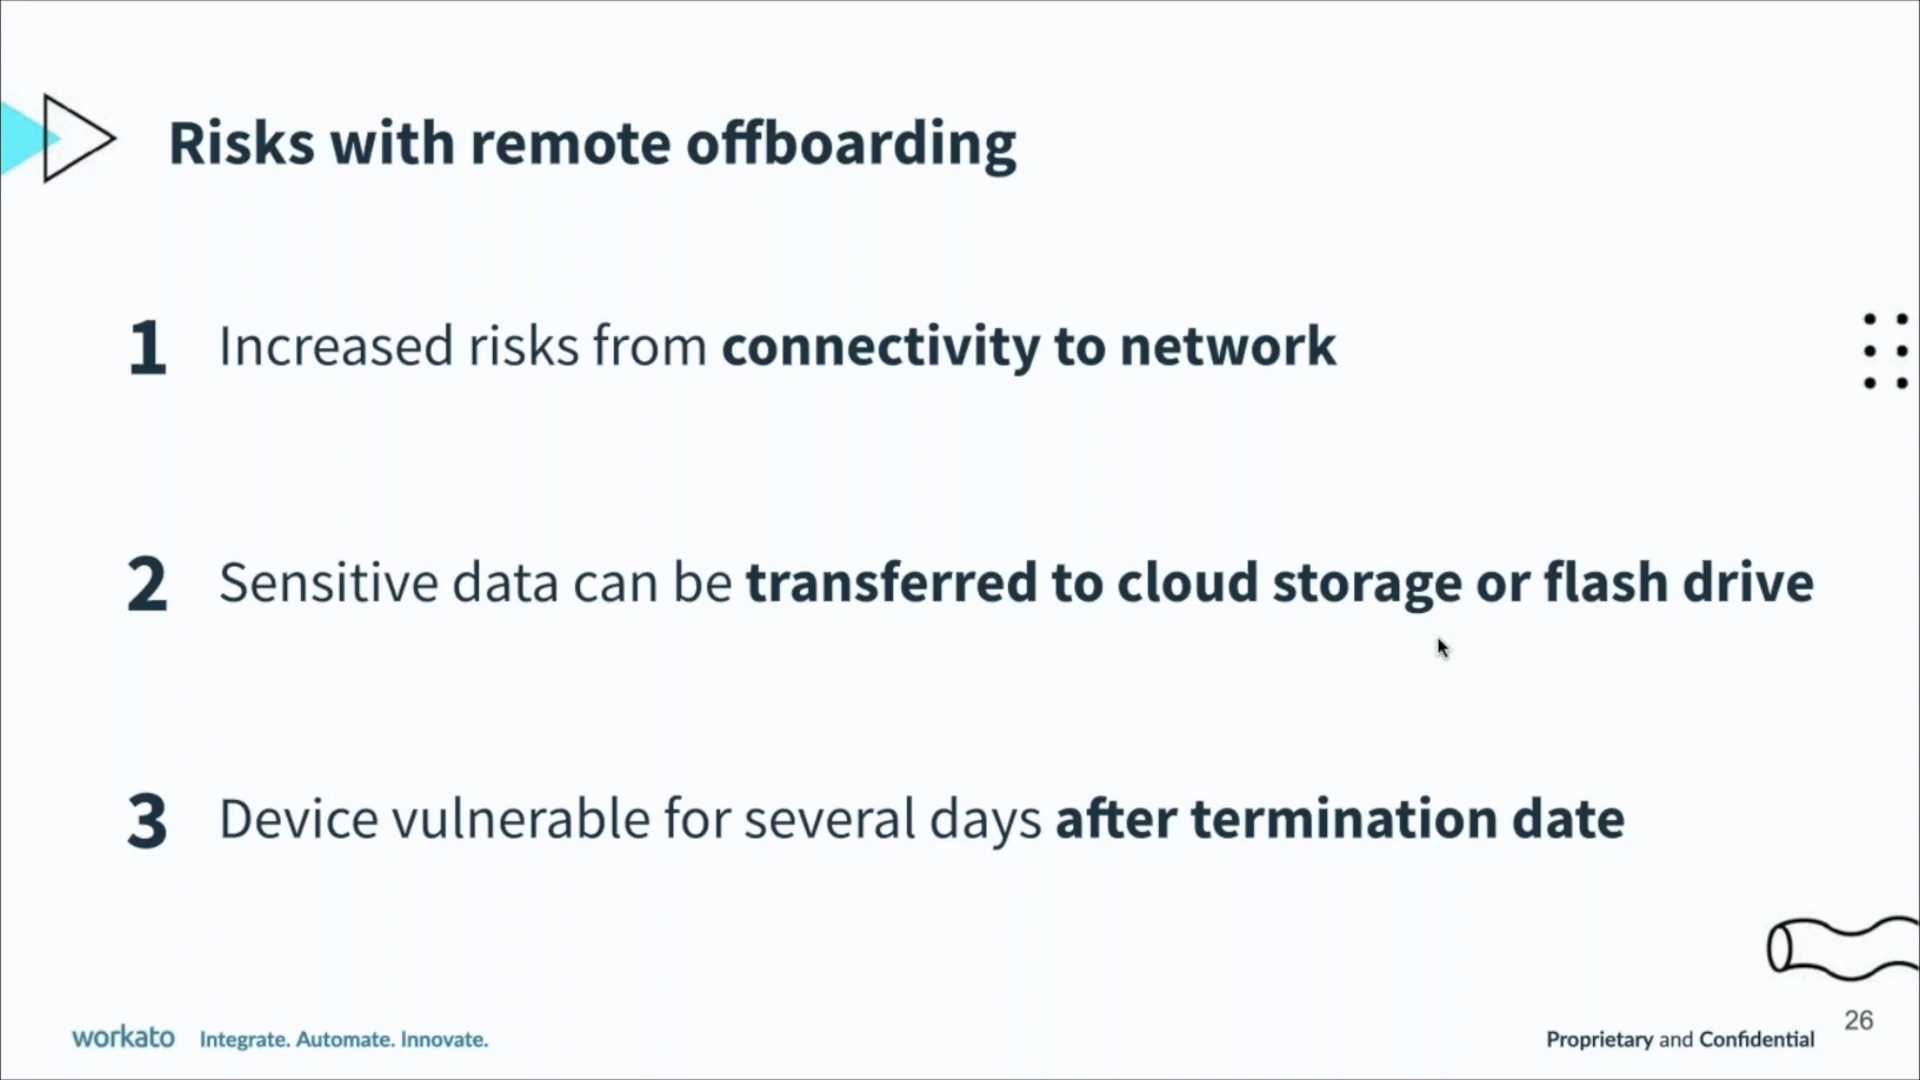 Risks with remote offboarding
1 Increased risks from connectivity to network
2 Sensitive data can be transferred to cloud storage or flash drive
3 Device vulnerable for several days after termination date
workato Integrate. Automate. Innovate.
Proprietary and Confidential 26